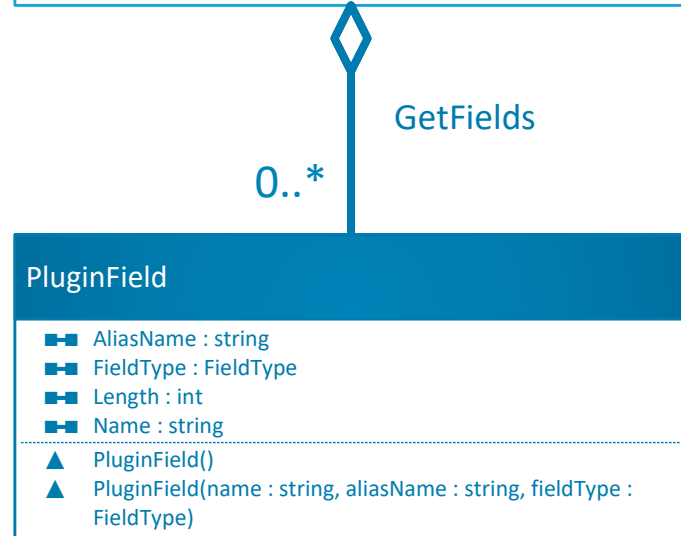 GetFields
0..*
PluginField
AliasName : string
FieldType : FieldType
Length : int
Name : string
PluginField()
PluginField(name : string, aliasName : string, fieldType :
FieldType)